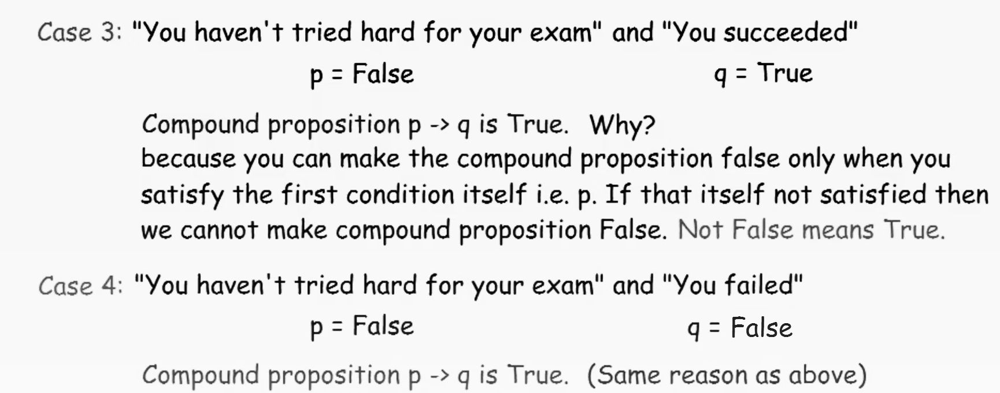 Case 3: "You haven't tried hard for your exam" and "You succeeded"
p = False q = True
Compound proposition p -> q is True. Why?
because you can make the compound proposition false only when you
satisfy the first condition itself i.e. p. If that itself not satisfied then
we cannot make compound proposition False. Not False means True.
Case 4: "You haven't tried hard for your exam" and "You failed"
p = False q = False
Compound proposition p -> q is True. (Same reason as above)